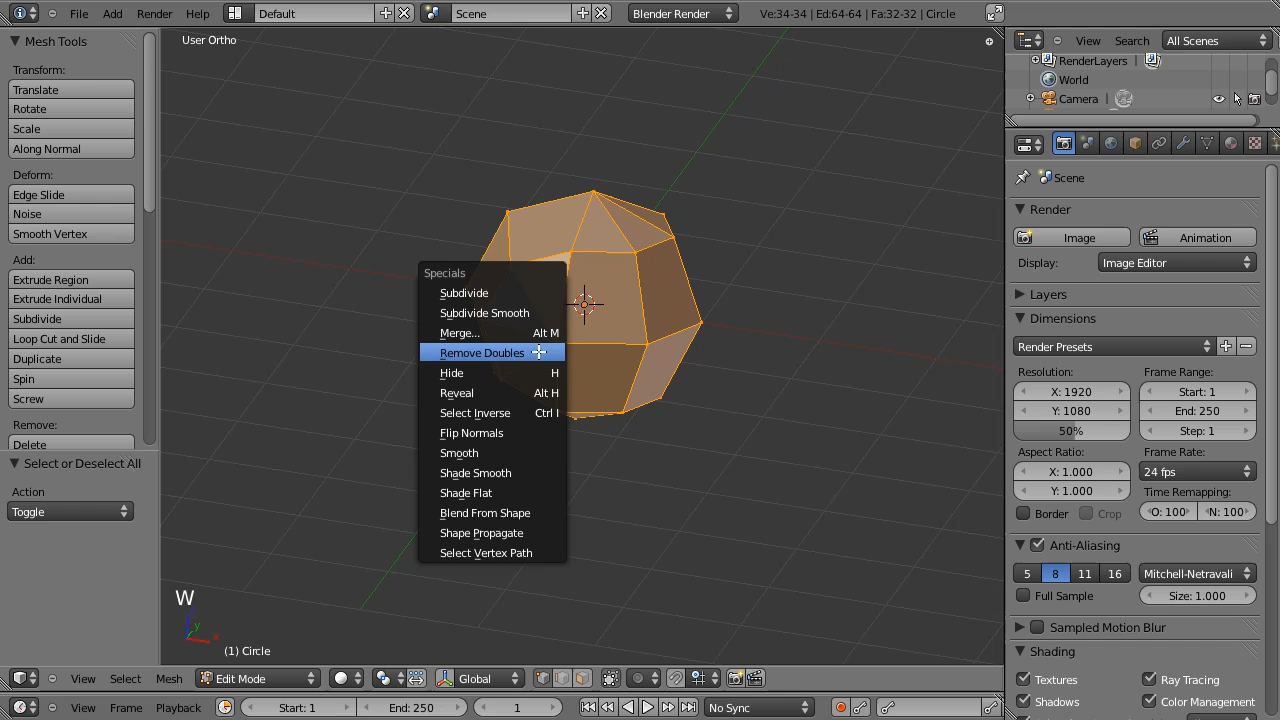 File Add Render Help Default Scene Blender Render Ve:34-34 | Ed:64-64 | Fa:32-32 | Circle
Mesh Tools
Transform:
Translate
Rotate
Scale
Along Normal
Deform:
Edge Slide
Noise
Smooth Vertex
Add:
Extrude Region
Extrude Individual
Subdivide
Loop Cut and Slide
Duplicate
Spin
Screw
Remove:
Delete
Select or Deselect All
Action
Toggle
User Ortho
Specials
Subdivide
Subdivide Smooth
Merge... Alt M
Remove Doubles
Hide H
Reveal Alt H
Select Inverse Ctrl I
Flip Normals
Smooth
Shade Smooth
Shade Flat
Blend From Shape
Shape Propagate
Select Vertex Path
W
y
x
(1) Circle
View Select Mesh Edit Mode Global
View Frame Playback Start: 1 End: 250 1 No Sync
View Search All Scenes
RenderLayers |
World
Camera |
Scene
Render
Image Animation
Display: Image Editor
Layers
Dimensions
Render Presets
Resolution: Frame Range:
X: 1920 Start: 1
Y: 1080 End: 250
50% Step: 1
Aspect Ratio: Frame Rate:
X: 1.000 24 fps
Y: 1.000 Time Remapping:
Border Crop O: 100 N: 100
Anti-Aliasing
5 8 11 16 Mitchell-Netravali
Full Sample Size: 1.000
Sampled Motion Blur
Shading
Textures Ray Tracing
Shadows Color Management